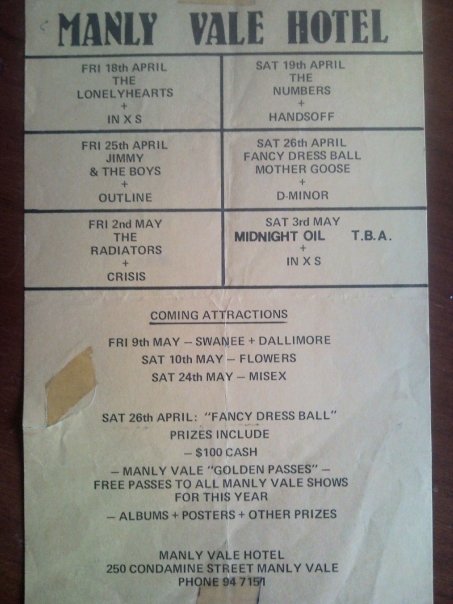 MANLY VALE HOTEL
FRI 18th APRIL
THE
LONELYHEARTS
+
IN X S
SAT 19th APRIL
THE
NUMBERS
+
HANDSOFF
FRI 25th APRIL
JIMMY
& THE BOYS
+
OUTLINE
SAT 26th APRIL
FANCY DRESS BALL
MOTHER GOOSE
+
D-MINOR
FRI 2nd MAY
THE
RADIATORS
+
CRISIS
SAT 3rd MAY
MIDNIGHT OIL T.B.A.
+
IN X S
COMING ATTRACTIONS
FRI 9th MAY – SWANEE + DALLIMORE
SAT 10th MAY – FLOWERS
SAT 24th MAY – MISEX
SAT 26th APRIL: "FANCY DRESS BALL"
PRIZES INCLUDE
– $100 CASH
– MANLY VALE "GOLDEN PASSES" –
FREE PASSES TO ALL MANLY VALE SHOWS
FOR THIS YEAR
– ALBUMS + POSTERS + OTHER PRIZES
MANLY VALE HOTEL
250 CONDAMINE STREET MANLY VALE
PHONE 94 7151